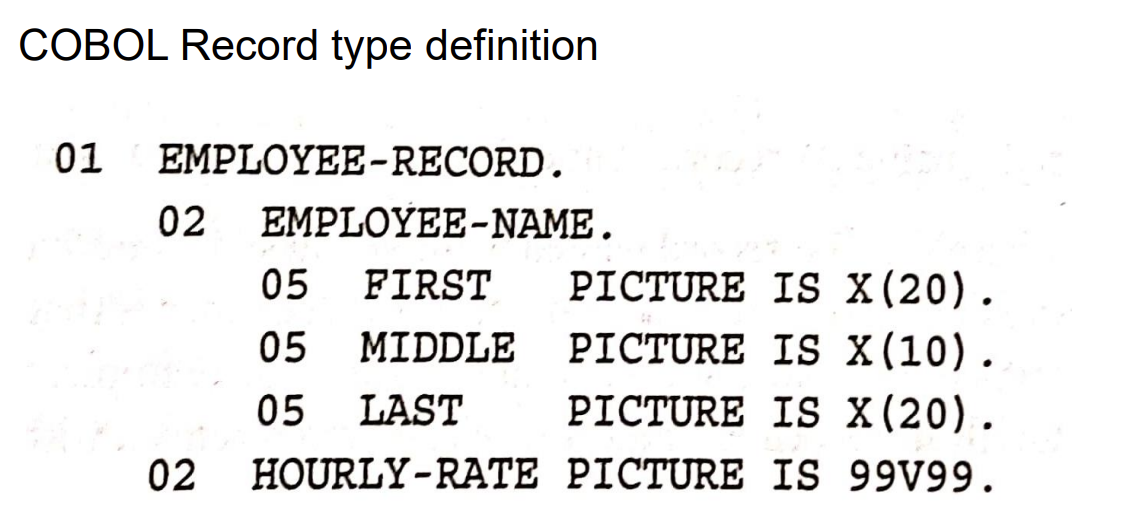 COBOL Record type definition
01 EMPLOYEE-RECORD.
02 EMPLOYEE-NAME.
05 FIRST PICTURE IS X(20).
05 MIDDLE PICTURE IS X(10).
05 LAST PICTURE IS X(20).
02 HOURLY-RATE PICTURE IS 99V99.